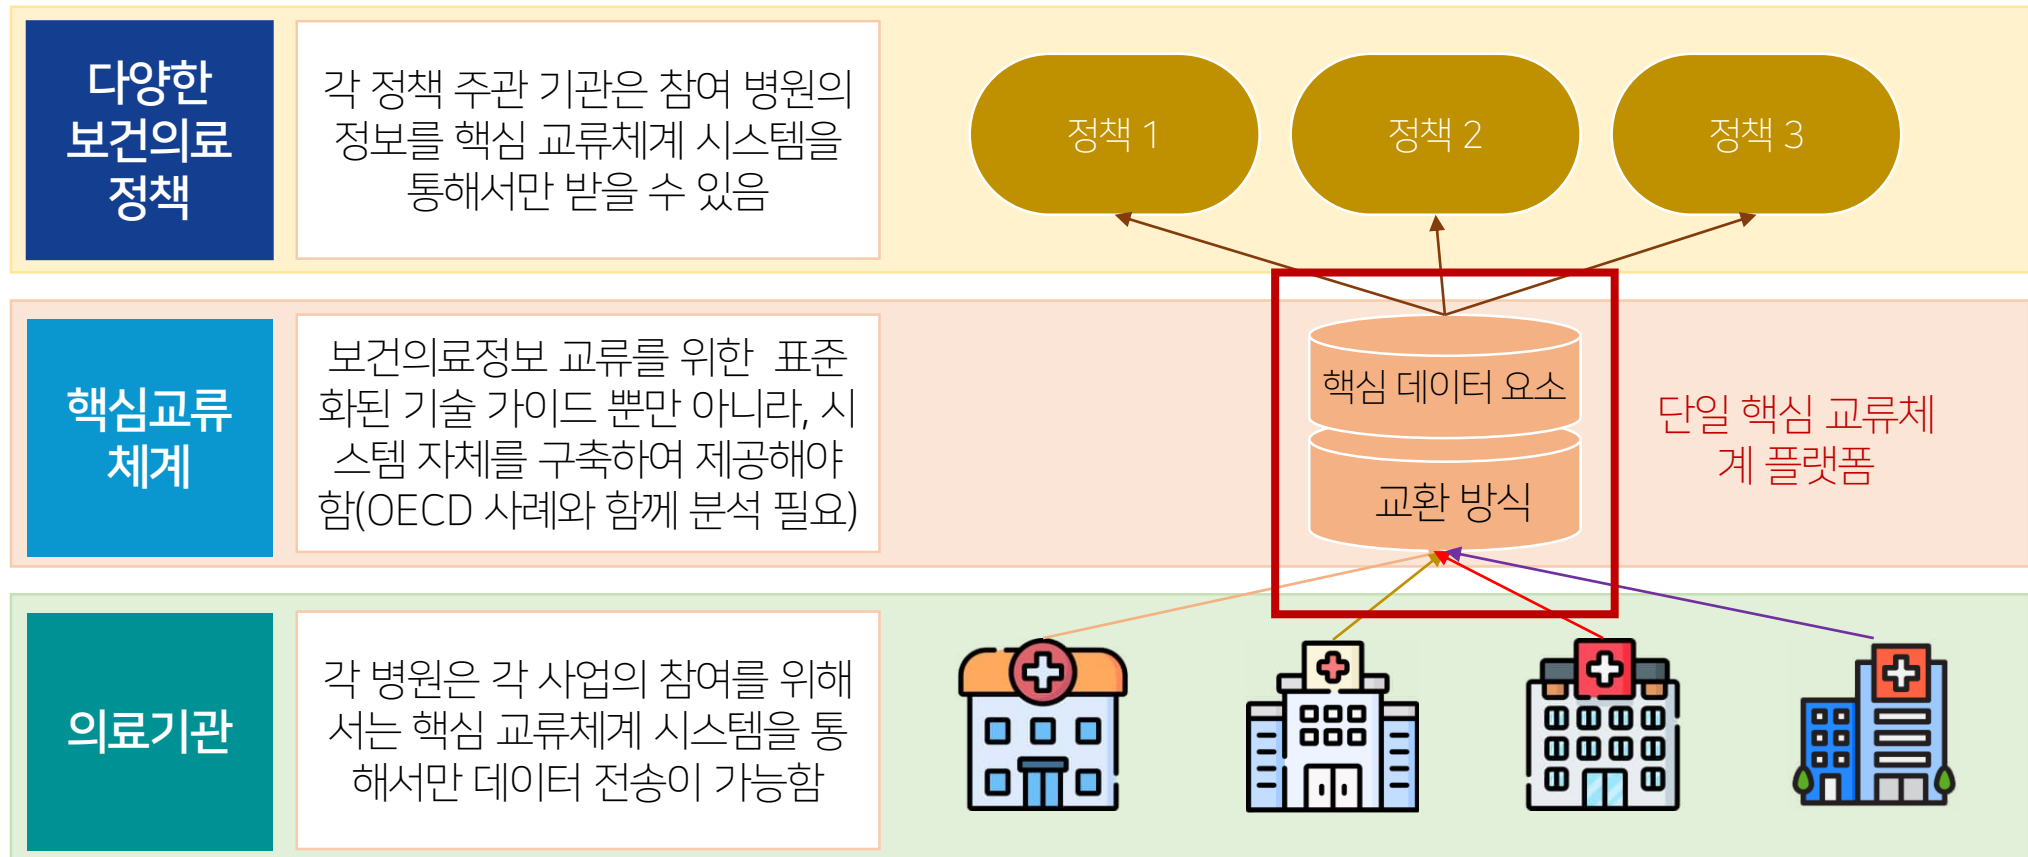 다양한
보건의료
정책
각 정책 주관 기관은 참여 병원의
정보를 핵심 교류체계 시스템을
통해서만 받을 수 있음
정책 1
정책 2
정책 3
핵심교류
체계
보건의료정보 교류를 위한 표준
화된 기술 가이드 뿐만 아니라, 시
스템 자체를 구축하여 제공해야
함(OECD 사례와 함께 분석 필요)
핵심 데이터 요소
교환 방식
단일 핵심 교류체
계 플랫폼
의료기관
각 병원은 각 사업의 참여를 위해
서는 핵심 교류체계 시스템을 통
해서만 데이터 전송이 가능함